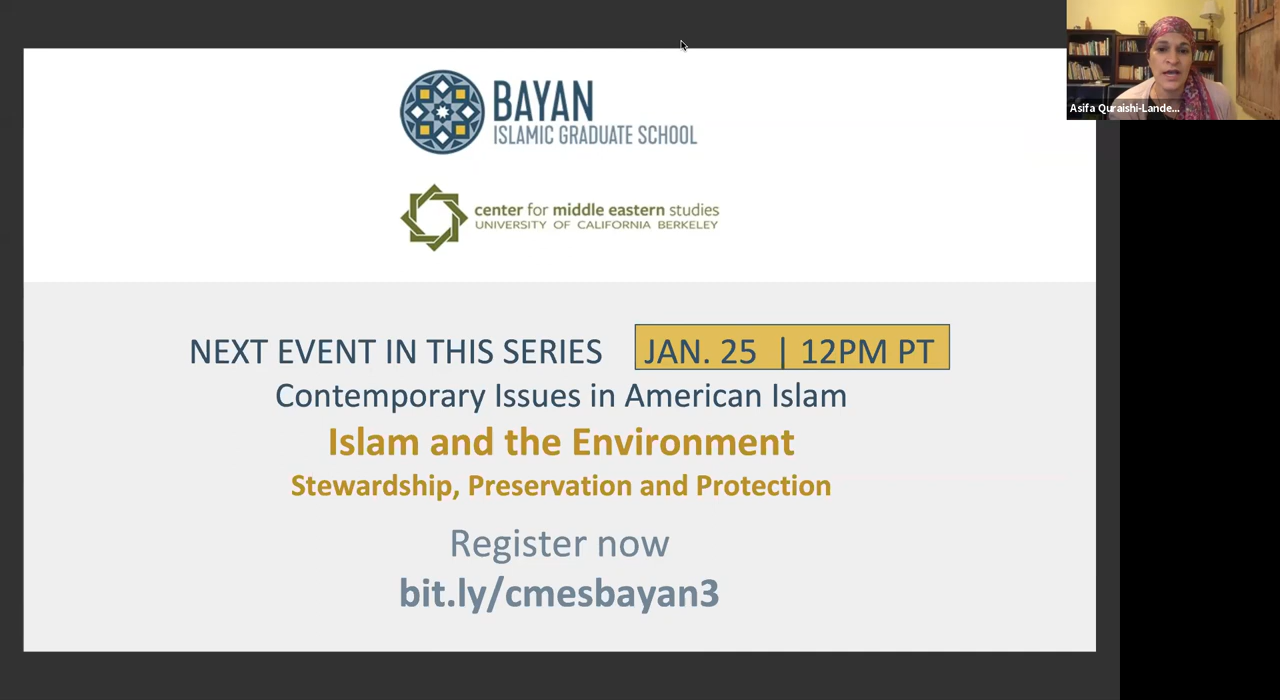 BAYAN
ISLAMIC GRADUATE SCHOOL
Asifa Quraishi-Lande...
center for middle eastern studies
UNIVERSITY OF CALIFORNIA BERKELEY
NEXT EVENT IN THIS SERIES JAN. 25 | 12PM PT
Contemporary Issues in American Islam
Islam and the Environment
Stewardship, Preservation and Protection
Register now
bit.ly/cmesbayan3